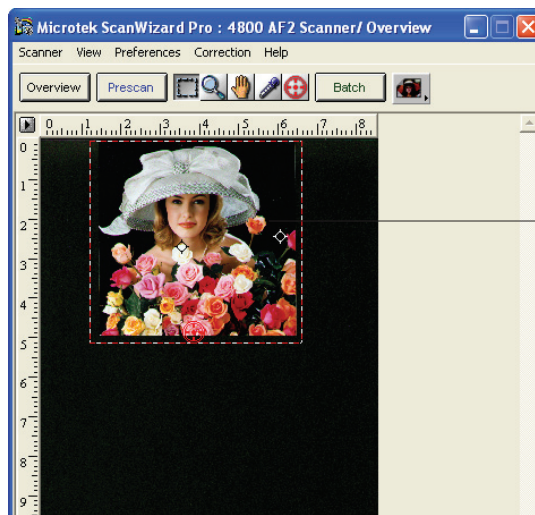 Microtek ScanWizard Pro : 4800 AF2 Scanner/ Overview
Scanner View Preferences Correction Help
Overview Prescan Batch
0 1 2 3 4 5 6 7 8
0
1
2
3
4
5
6
7
8
9